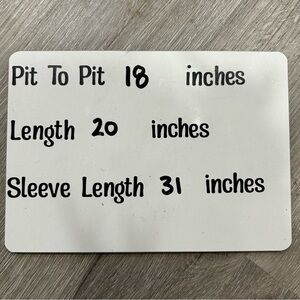 Pit To Pit 18 inches
Length 20 inches
Sleeve Length 31 inches